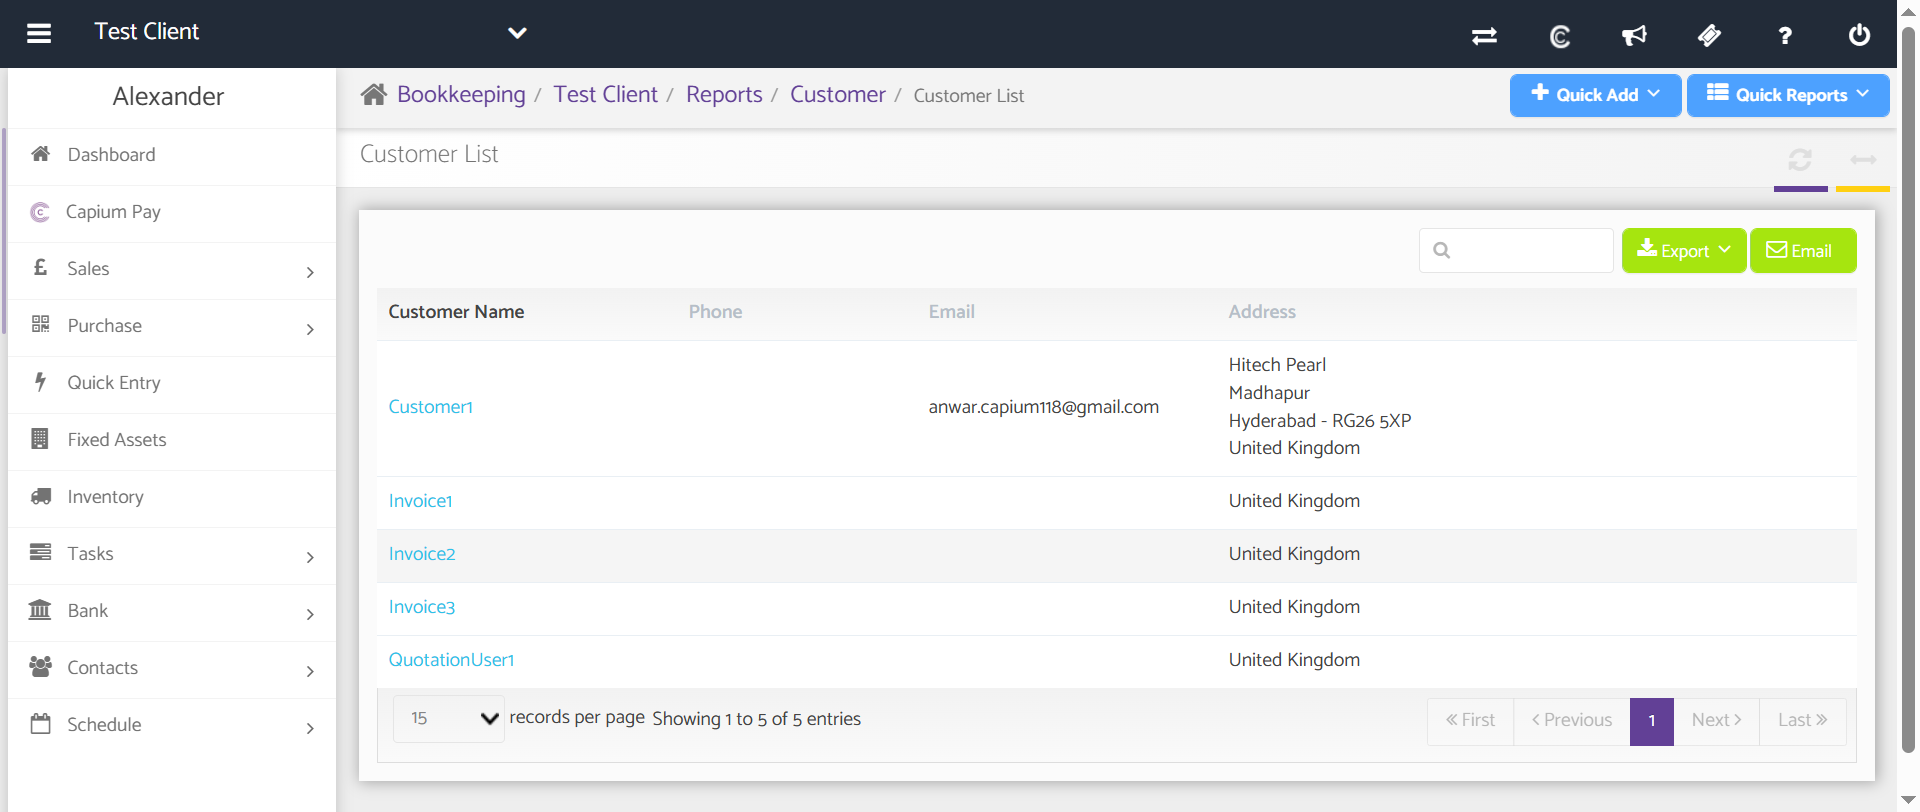 Test Client
?
Alexander
Bookkeeping / Test Client / Reports / Customer / Customer List
Quick Add
Quick Reports
Dashboard
Capium Pay
Sales
Purchase
Quick Entry
Fixed Assets
Inventory
Tasks
Bank
Contacts
Schedule
Customer List
Export
Email
Customer Name Phone Email Address
Customer1 anwar.capium118@gmail.com
Hitech Pearl
Madhapur
Hyderabad - RG26 5XP
United Kingdom
Invoice1 United Kingdom
Invoice2 United Kingdom
Invoice3 United Kingdom
QuotationUser1 United Kingdom
15 records per page Showing 1 to 5 of 5 entries
« First ‹ Previous 1 Next › Last »